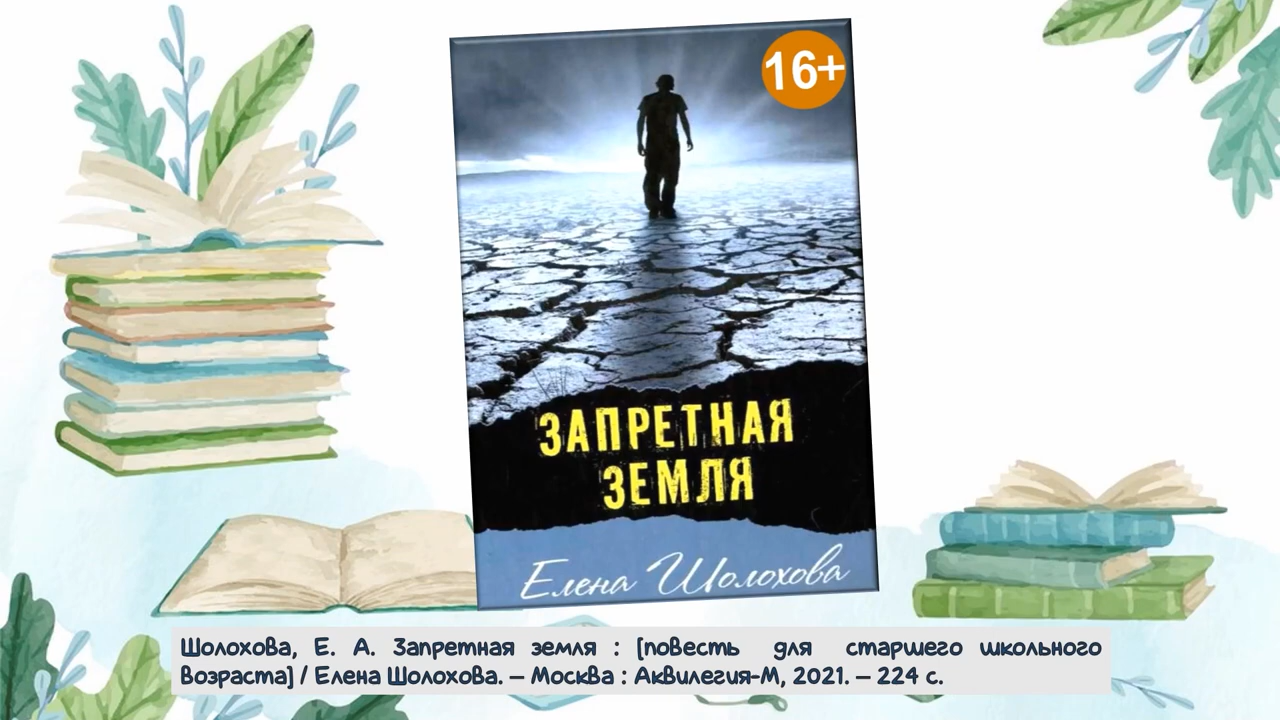 16+
ЗАПРЕТНАЯ
ЗЕМЛЯ
Елена Шолохова
Шолохова, Е. А. Запретная земля : [повесть для старшего школьного
возраста] / Елена Шолохова. – Москва : Аквилегия-М, 2021. – 224 с.